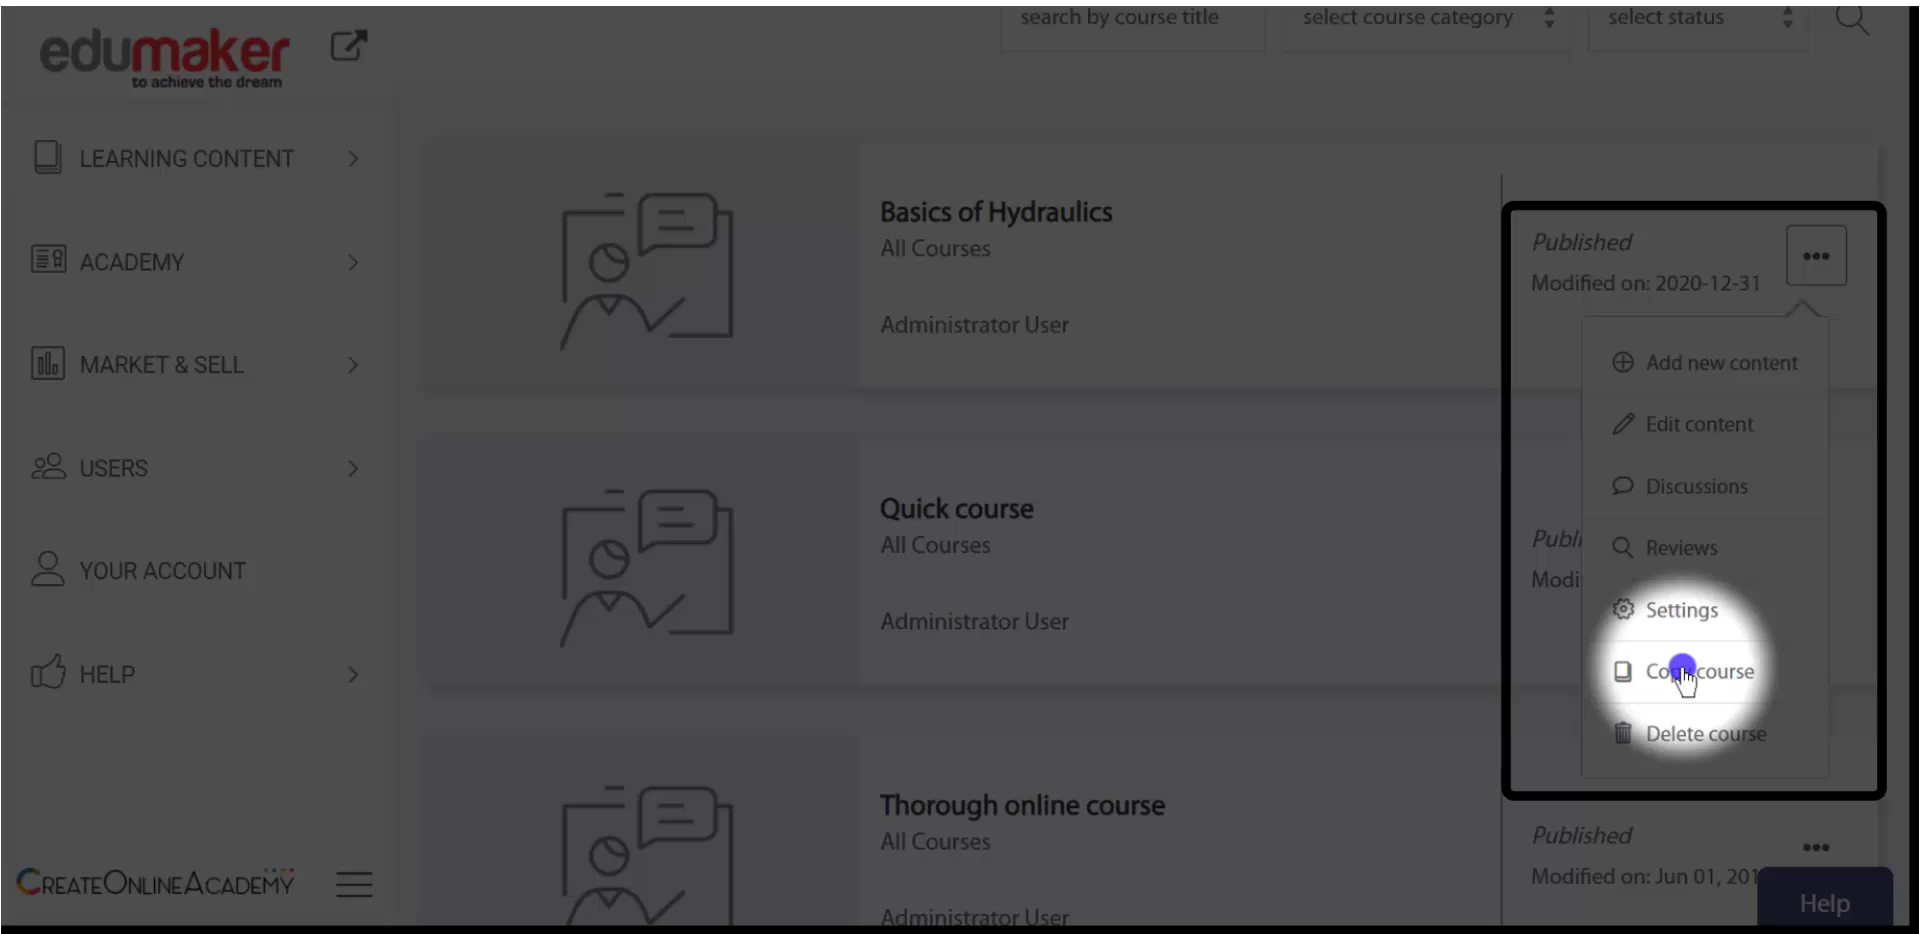 edumaker
to achieve the dream
search by course title
select course category
select status
LEARNING CONTENT
ACADEMY
MARKET & SELL
USERS
YOUR ACCOUNT
HELP
CREATEONLINEACADEMY
Basics of Hydraulics
All Courses
Administrator User
Published
Modified on: 2020-12-31
Add new content
Edit content
Discussions
Reviews
Settings
Copy course
Delete course
Quick course
All Courses
Administrator User
Publi
Modi
Thorough online course
All Courses
Administrator User
Published
Modified on: Jun 01, 201
Help